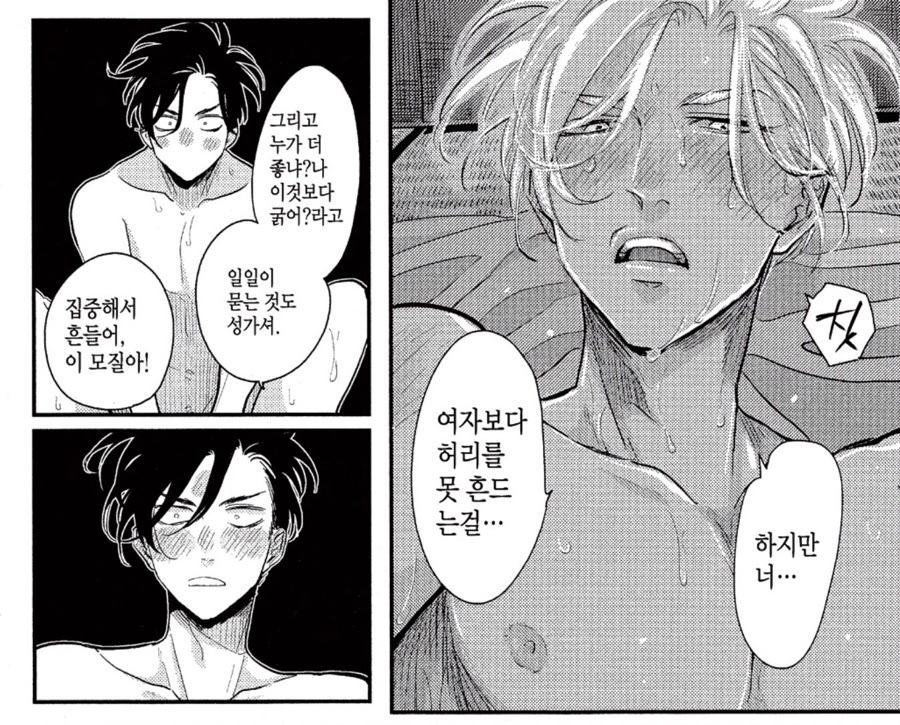 하지만
너…
찻
여자보다
허리를
못 흔드
는걸…
그리고
누가 더
좋냐?나
이것보다
굵어?라고
일일이
묻는 것도
성가셔.
집중해서
흔들어,
이 모질아!